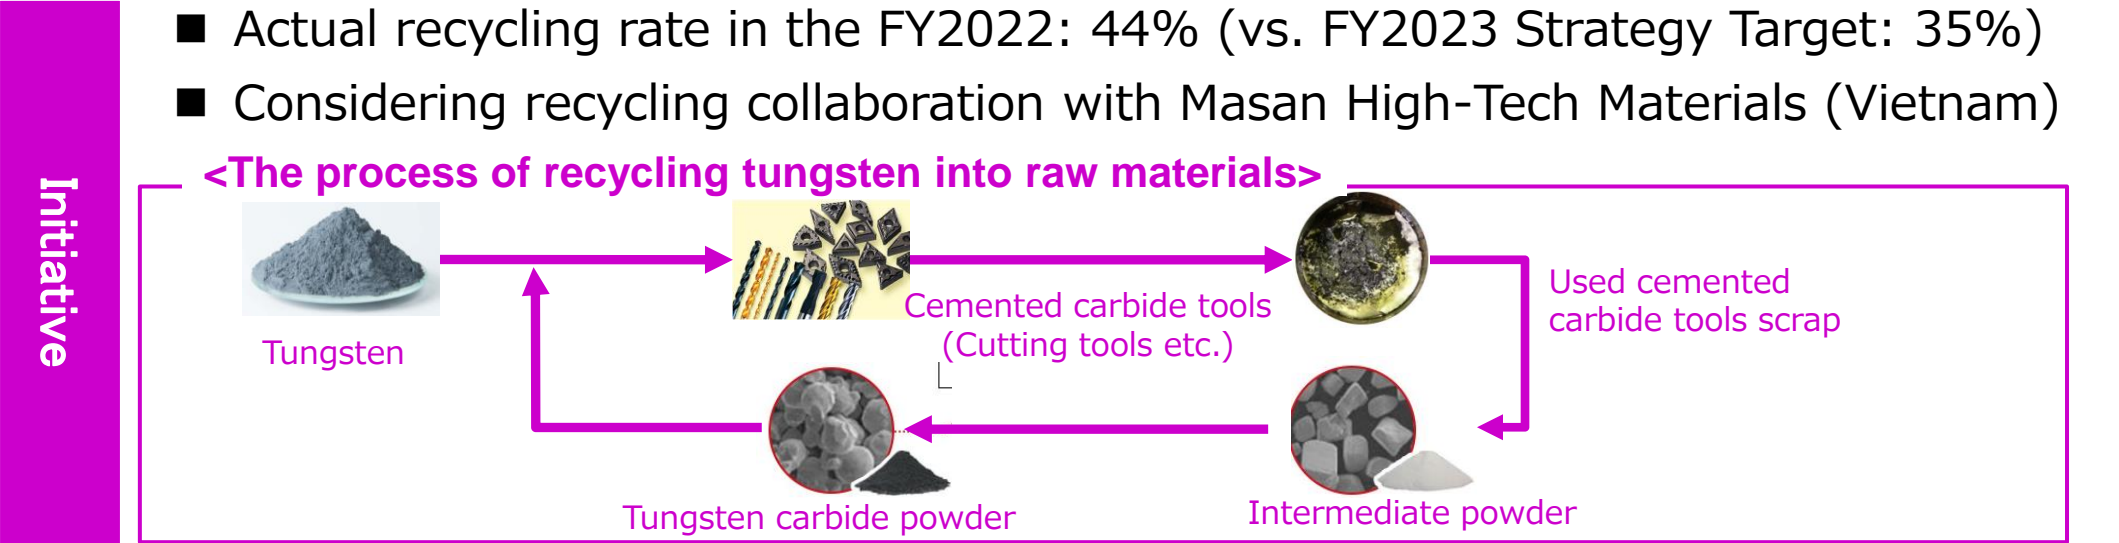 Initiative
■ Actual recycling rate in the FY2022: 44% (vs. FY2023 Strategy Target: 35%)
■ Considering recycling collaboration with Masan High-Tech Materials (Vietnam)
<The process of recycling tungsten into raw materials>
Tungsten
Cemented carbide tools
(Cutting tools etc.)
Used cemented
carbide tools scrap
Tungsten carbide powder
Intermediate powder